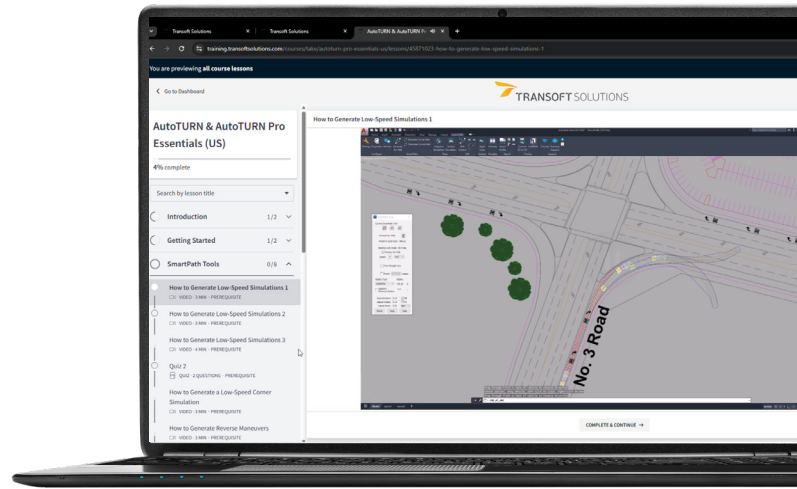 Transoft Solutions
Transoft Solutions
AutoTURN & AutoTURN Pr
training.transoftsolutions.com/courses/take/autoturn-pro-essentials-us/lessons/45871023-how-to-generate-low-speed-simulations-1
You are previewing all course lessons
Go to Dashboard
TRANSOFT SOLUTIONS
AutoTURN & AutoTURN Pro
Essentials (US)
4% complete
Search by lesson title
Introduction 1/2
Getting Started 1/2
SmartPath Tools 0/8
How to Generate Low-Speed Simulations 1
VIDEO · 3 MIN · PREREQUISITE
How to Generate Low-Speed Simulations 2
VIDEO · 3 MIN · PREREQUISITE
How to Generate Low-Speed Simulations 3
VIDEO · 4 MIN · PREREQUISITE
Quiz 2
QUIZ · 2 QUESTIONS · PREREQUISITE
How to Generate a Low-Speed Corner
Simulation
VIDEO · 3 MIN · PREREQUISITE
How to Generate Reverse Maneuvers
VIDEO · 3 MIN · PREREQUISITE
How to Generate Low-Speed Simulations 1
No. 3 Road
COMPLETE & CONTINUE →